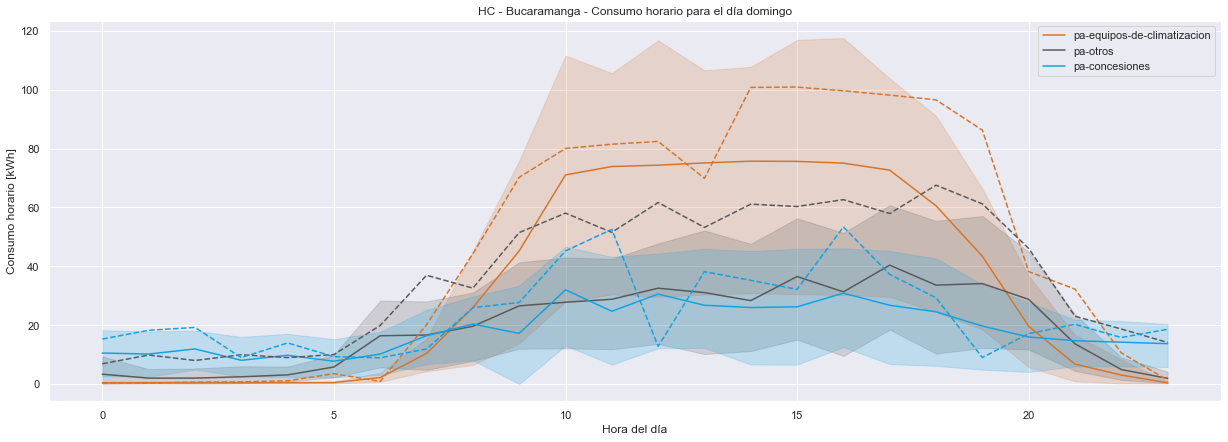 HC - Bucaramanga - Consumo horario para el día domingo
120
100
80
60
40
20
0
Consumo horario [kWh]
pa-equipos-de-climatizacion
pa-otros
pa-concesiones
0
5
10
15
20
Hora del día